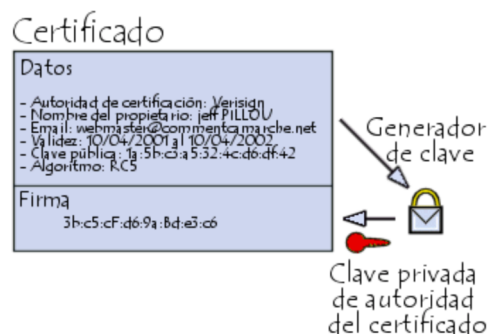 Certificado
Datos
- Autoridad de certificación: Verisign
- Nombre del propietario: jeff PILLOU
- Email: webmaster@commentcamarche.net
- Validez: 10/04/2001 al 10/04/2002
- Clave pública: 1a:5b:c3:a5:32:4c:d6:df:42
- Algoritmo: RC5
Firma
3b:c5:cF:d6:9a:Bd:e3:c6
Generador
de clave
Clave privada
de autoridad
del certificado